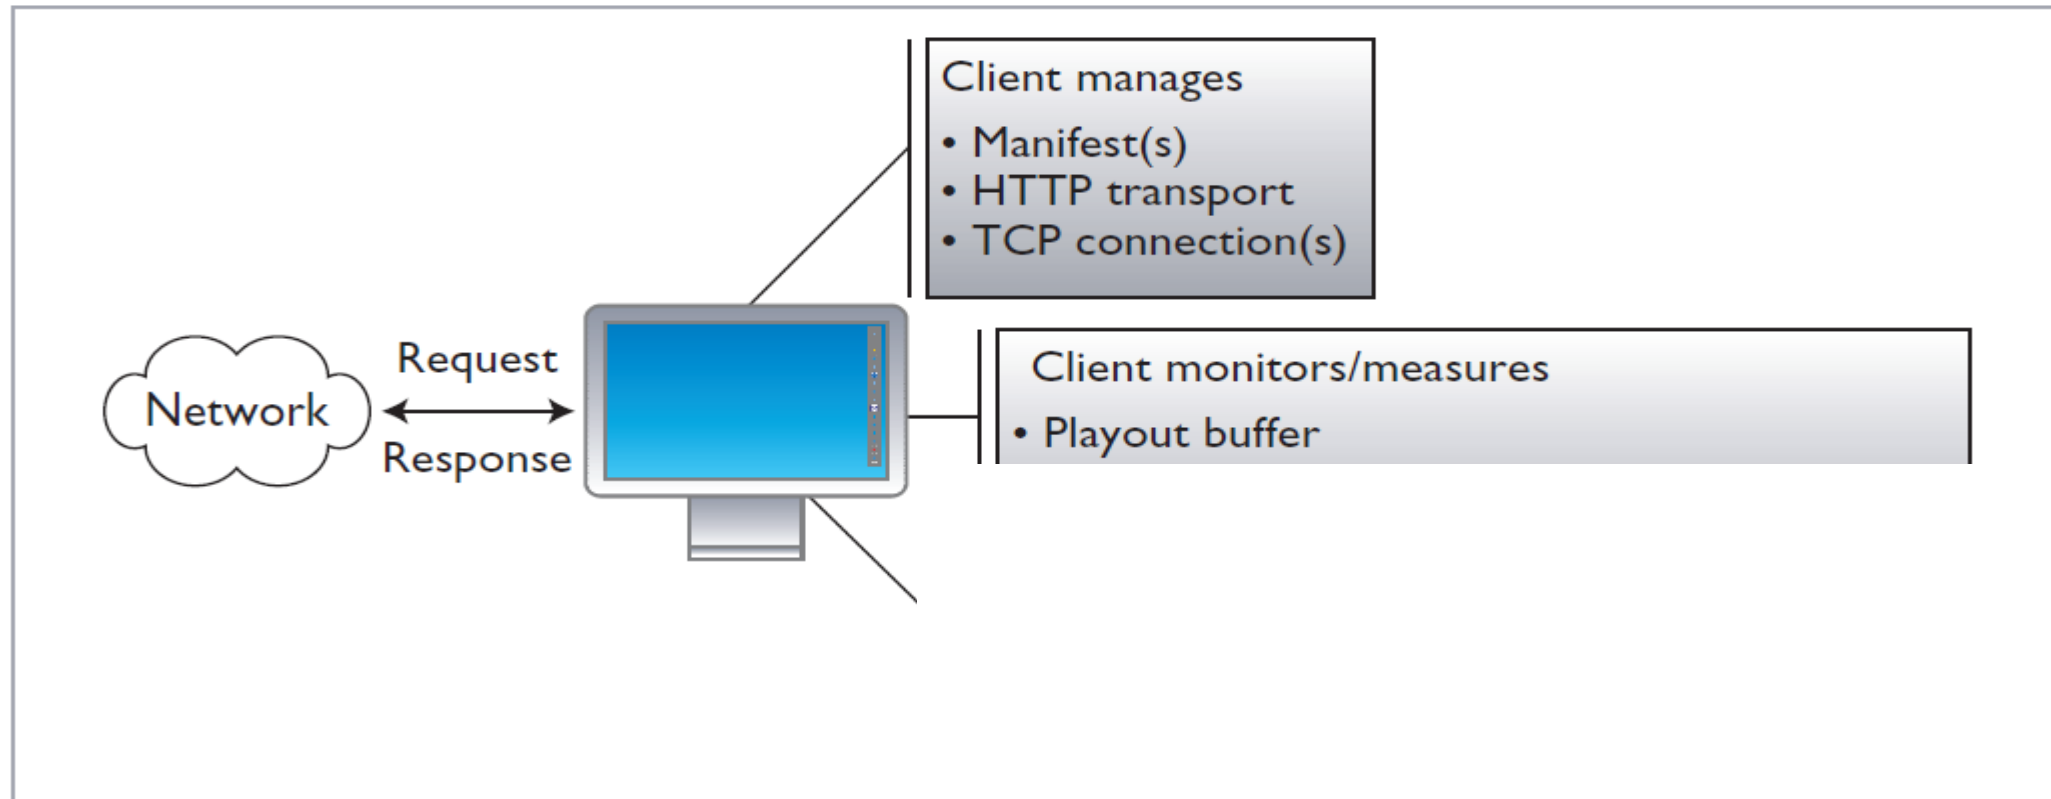 Client manages
• Manifest(s)
• HTTP transport
• TCP connection(s)
Network
Request
Response
Client monitors/measures
• Playout buffer